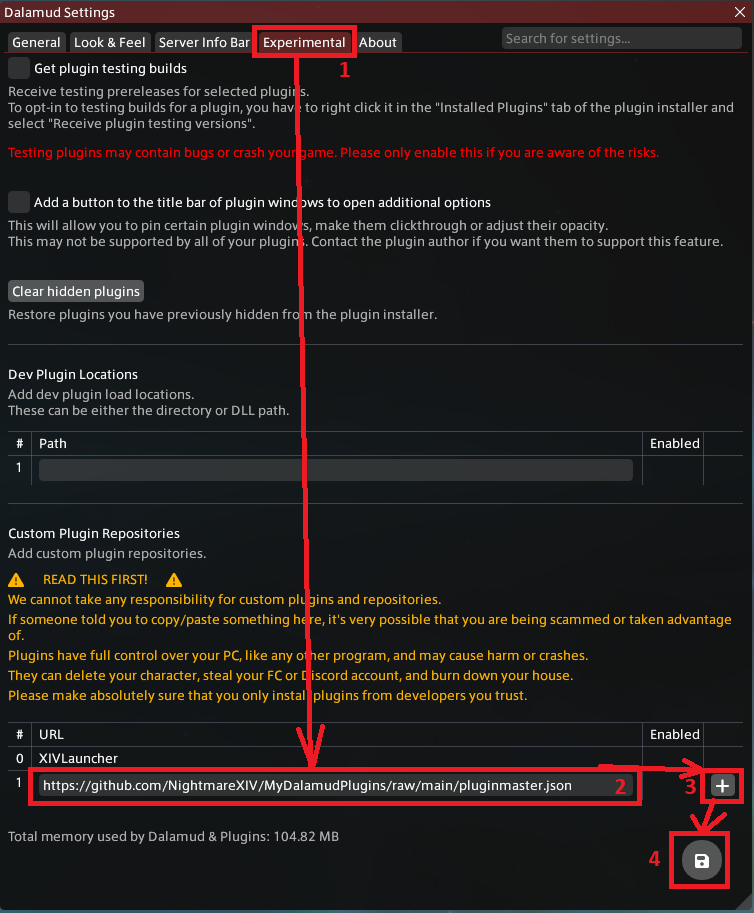 Dalamud Settings
General Look & Feel Server Info Bar Experimental About Search for settings...
1
Get plugin testing builds
Receive testing prereleases for selected plugins.
To opt-in to testing builds for a plugin, you have to right click it in the "Installed Plugins" tab of the plugin installer and
select "Receive plugin testing versions".
Testing plugins may contain bugs or crash your game. Please only enable this if you are aware of the risks.
Add a button to the title bar of plugin windows to open additional options
This will allow you to pin certain plugin windows, make them clickthrough or adjust their opacity.
This may not be supported by all of your plugins. Contact the plugin author if you want them to support this feature.
Clear hidden plugins
Restore plugins you have previously hidden from the plugin installer.
Dev Plugin Locations
Add dev plugin load locations.
These can be either the directory or DLL path.
# Path Enabled
1
Custom Plugin Repositories
Add custom plugin repositories.
READ THIS FIRST!
We cannot take any responsibility for custom plugins and repositories.
If someone told you to copy/paste something here, it's very possible that you are being scammed or taken advantage
of.
Plugins have full control over your PC, like any other program, and may cause harm or crashes.
They can delete your character, steal your FC or Discord account, and burn down your house.
Please make absolutely sure that you only install plugins from developers you trust.
# URL Enabled
0 XIVLauncher
1 https://github.com/NightmareXIV/MyDalamudPlugins/raw/main/pluginmaster.json 2 3 +
Total memory used by Dalamud & Plugins: 104.82 MB
4